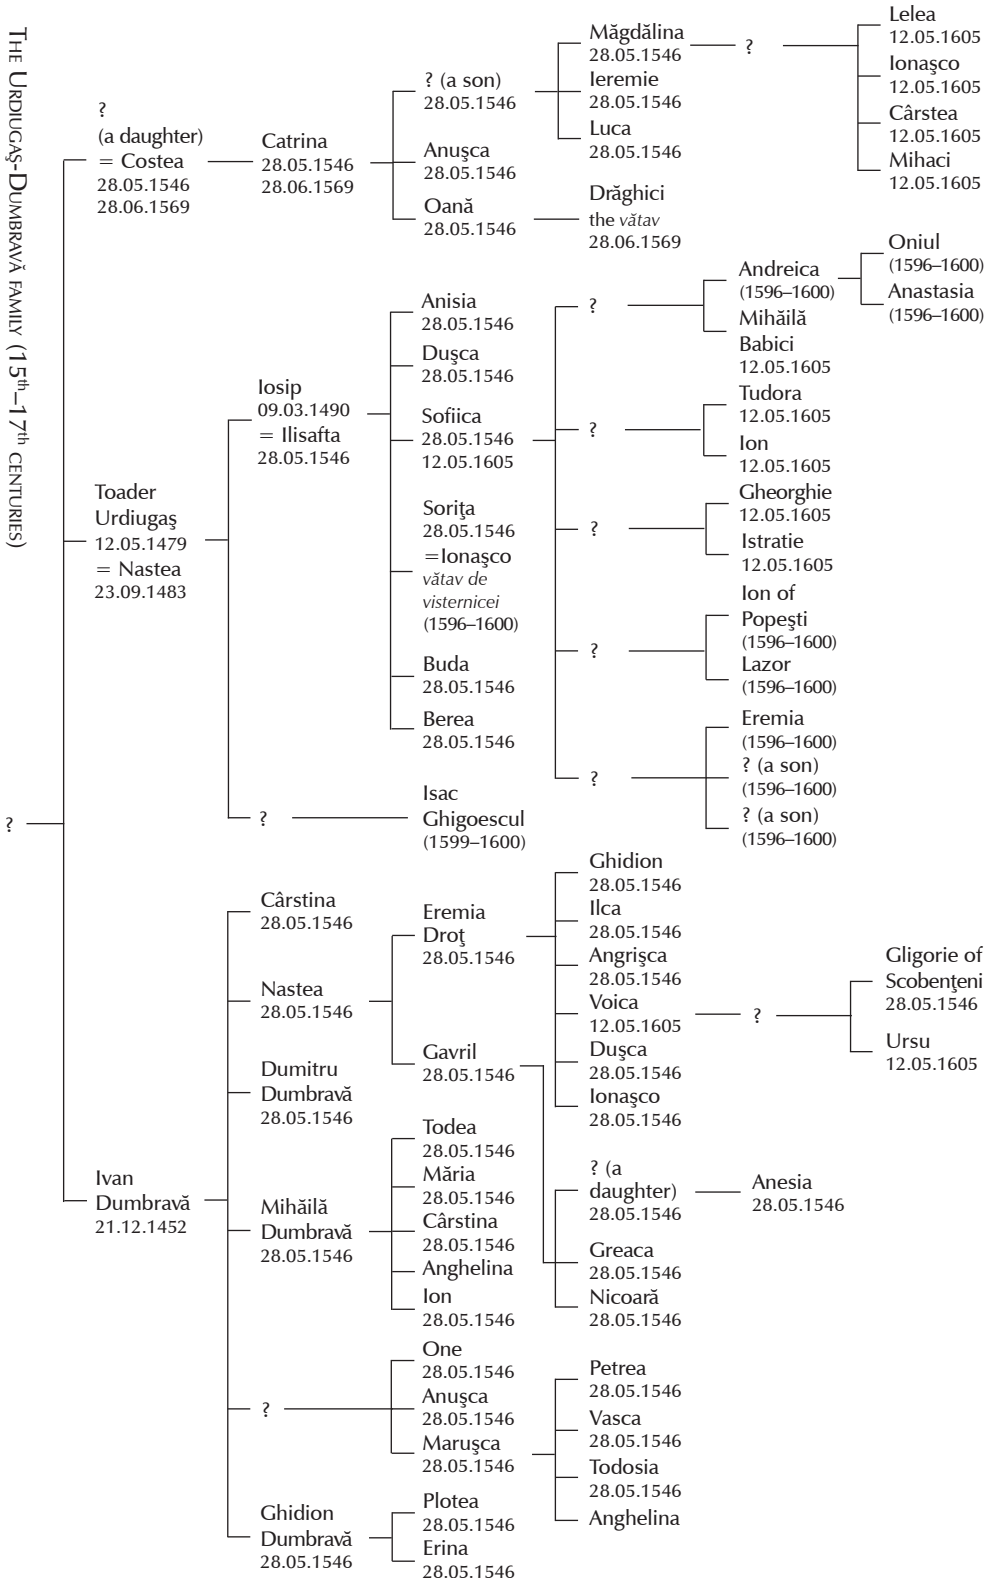 THE URDIUGAŞ-DUMBRAVĂ FAMILY (15th–17th CENTURIES)
?
?
(a daughter)
= Costea
28.05.1546
28.06.1569
Catrina
28.05.1546
28.06.1569
? (a son)
28.05.1546
Anuşca
28.05.1546
Oană
28.05.1546
Măgdălina
28.05.1546
Ieremie
28.05.1546
Luca
28.05.1546
Drăghici
the vătav
28.06.1569
?
Lelea
12.05.1605
Ionaşco
12.05.1605
Cârstea
12.05.1605
Mihaci
12.05.1605
Toader
Urdiugaş
12.05.1479
= Nastea
23.09.1483
Iosip
09.03.1490
= Ilisafta
28.05.1546
Anisia
28.05.1546
Duşca
28.05.1546
Sofiica
28.05.1546
12.05.1605
Soriţa
28.05.1546
=Ionaşco
vătav de
visternicei
(1596–1600)
Buda
28.05.1546
Berea
28.05.1546
?
Andreica
(1596–1600)
Mihăilă
Babici
12.05.1605
Oniul
(1596–1600)
Anastasia
(1596–1600)
?
Tudora
12.05.1605
Ion
12.05.1605
?
Gheorghie
12.05.1605
Istratie
12.05.1605
?
Ion of
Popeşti
(1596–1600)
Lazor
(1596–1600)
?
Eremia
(1596–1600)
? (a son)
(1596–1600)
? (a son)
(1596–1600)
?
Isac
Ghigoescul
(1599–1600)
Ivan
Dumbravă
21.12.1452
Cârstina
28.05.1546
Nastea
28.05.1546
Dumitru
Dumbravă
28.05.1546
Mihăilă
Dumbravă
28.05.1546
?
Ghidion
Dumbravă
28.05.1546
Eremia
Droţ
28.05.1546
Gavril
28.05.1546
Todea
28.05.1546
Măria
28.05.1546
Cârstina
28.05.1546
Anghelina
Ion
28.05.1546
One
28.05.1546
Anuşca
28.05.1546
Maruşca
28.05.1546
Plotea
28.05.1546
Erina
28.05.1546
Ghidion
28.05.1546
Ilca
28.05.1546
Angrişca
28.05.1546
Voica
12.05.1605
Duşca
28.05.1546
Ionaşco
28.05.1546
? (a
daughter)
28.05.1546
Greaca
28.05.1546
Nicoară
28.05.1546
Petrea
28.05.1546
Vasca
28.05.1546
Todosia
28.05.1546
Anghelina
?
Anesia
28.05.1546
Gligorie of
Scobenţeni
28.05.1546
Ursu
12.05.1605